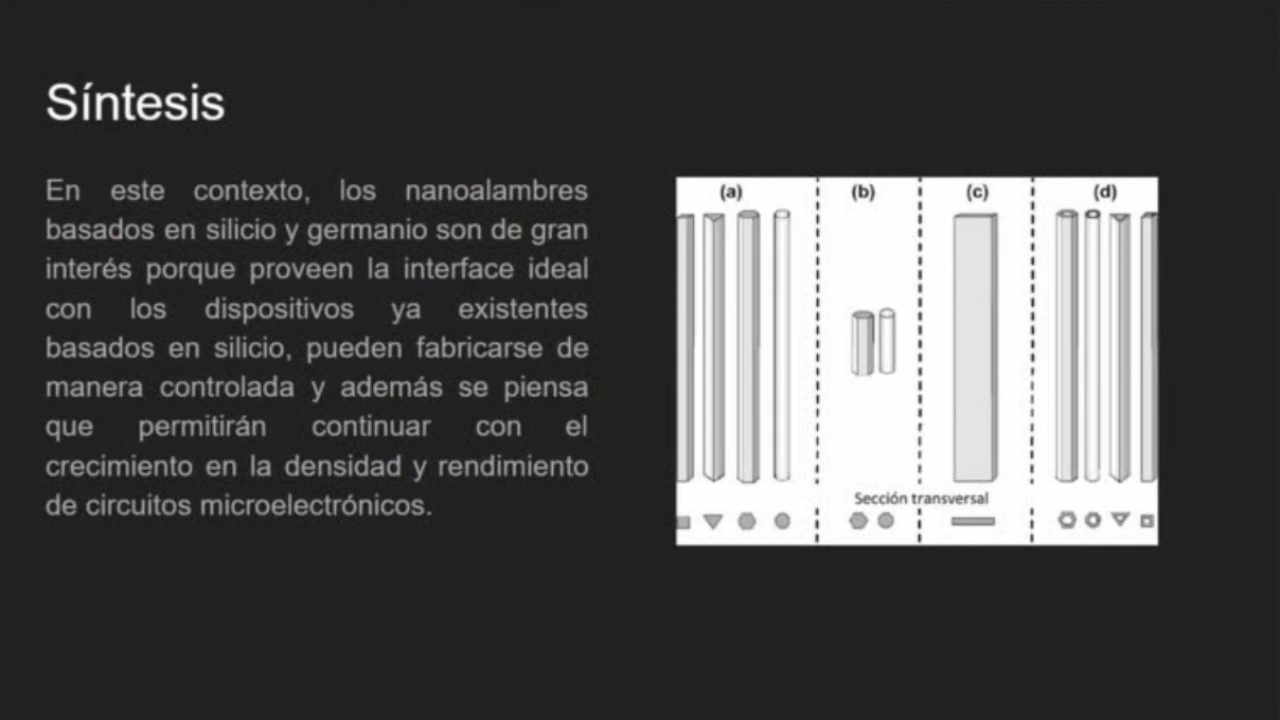 Síntesis
En este contexto, los nanoalambres
basados en silicio y germanio son de gran
interés porque proveen la interface ideal
con los dispositivos ya existentes
basados en silicio, pueden fabricarse de
manera controlada y además se piensa
que permitirán continuar con el
crecimiento en la densidad y rendimiento
de circuitos microelectrónicos.
(a) (b) (c) (d)
Sección transversal